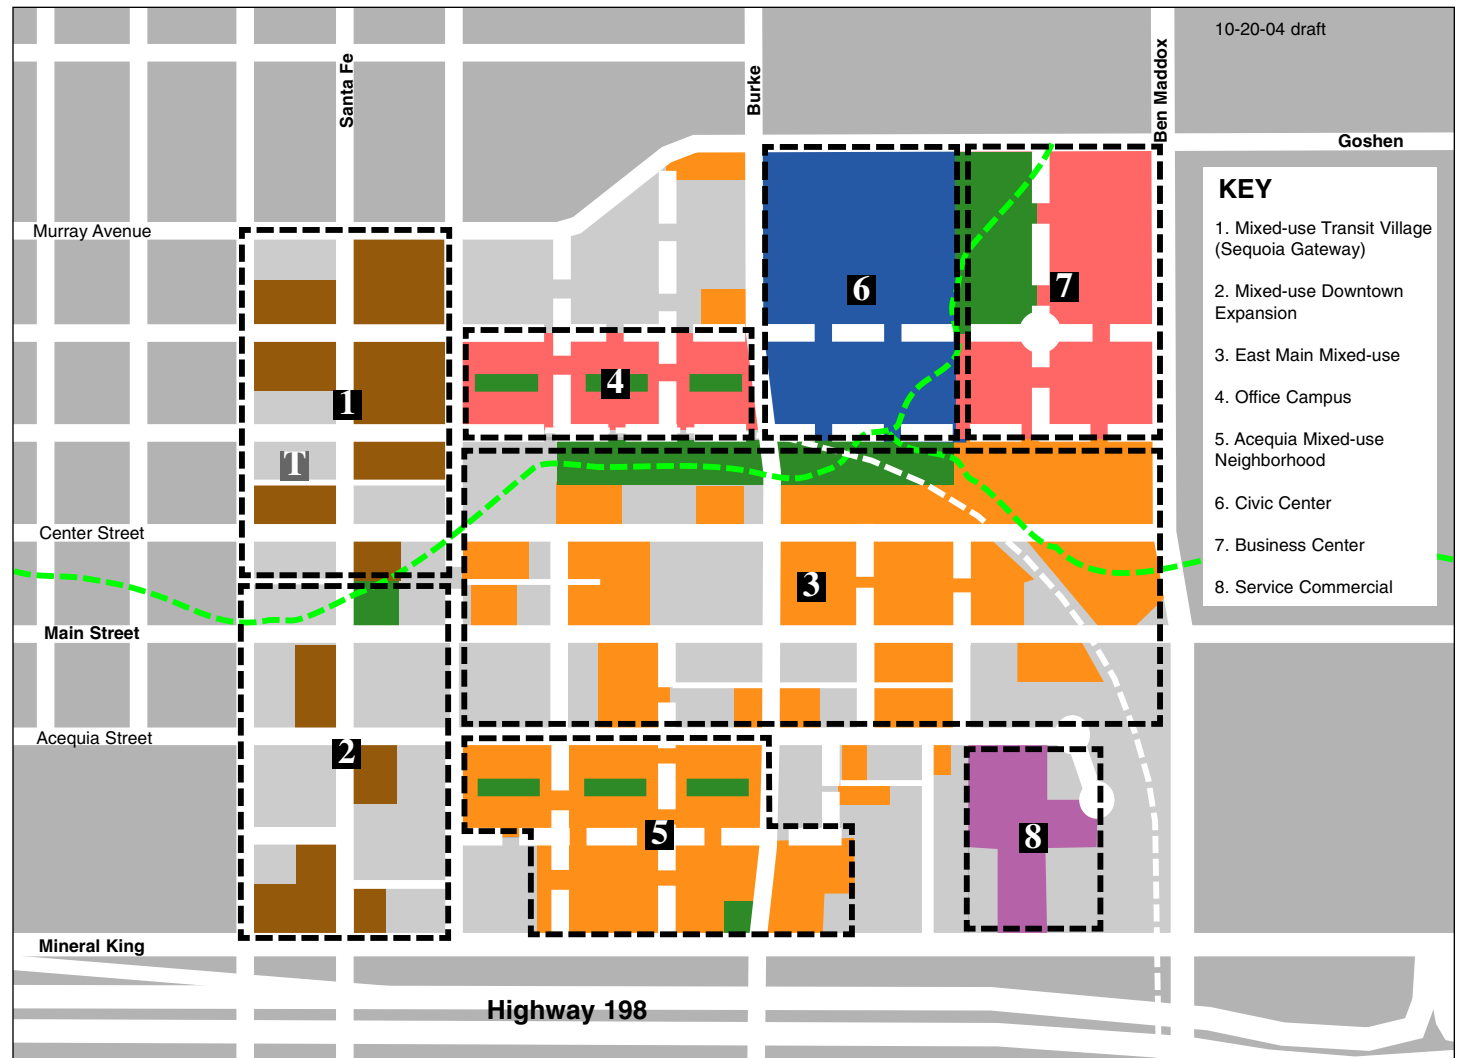 10-20-04 draft
Santa Fe
Burke
Ben Maddox
Goshen
KEY
1. Mixed-use Transit Village
(Sequoia Gateway)
2. Mixed-use Downtown
Expansion
3. East Main Mixed-use
4. Office Campus
5. Acequia Mixed-use
Neighborhood
6. Civic Center
7. Business Center
8. Service Commercial
Murray Avenue
6
7
4
1
T
Center Street
3
Main Street
Acequia Street
2
5
8
Mineral King
Highway 198